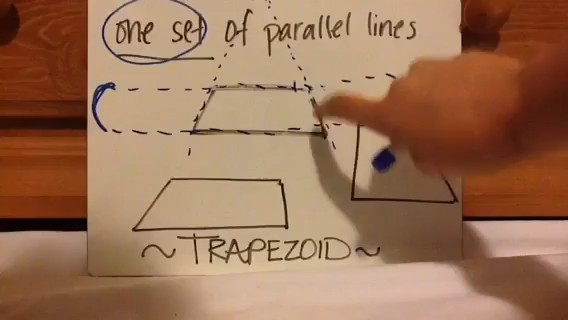 one set of parallel lines
~ TRAPEZOID ~